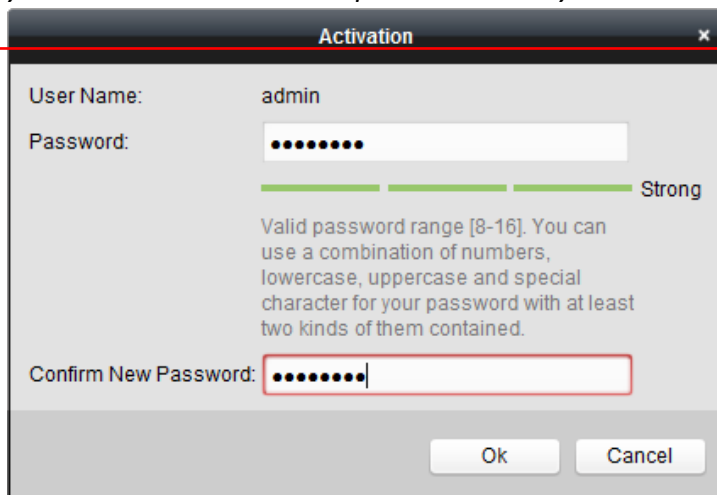 Activation
User Name: admin
Password: ●●●●●●●●
Strong
Valid password range [8-16]. You can
use a combination of numbers,
lowercase, uppercase and special
character for your password with at least
two kinds of them contained.
Confirm New Password: ●●●●●●●●
Ok Cancel